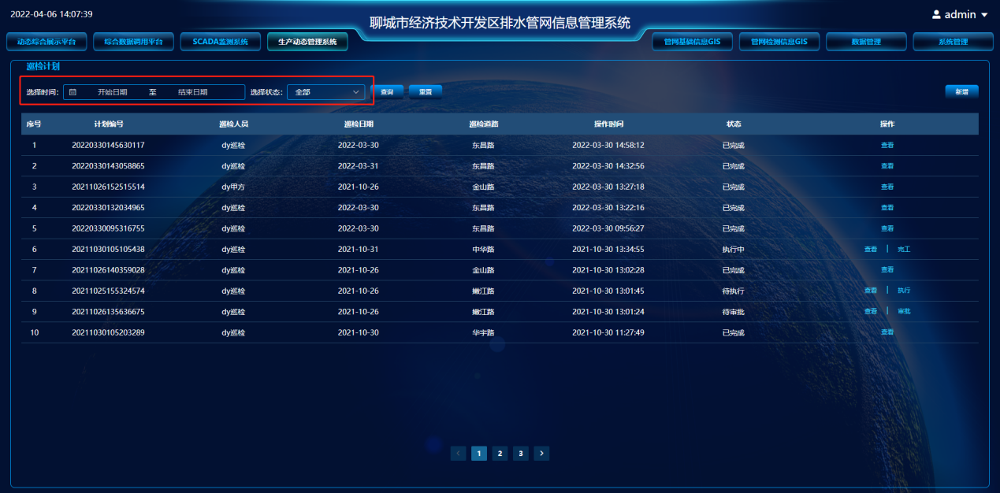 2022-04-06 14:07:39
聊城市经济技术开发区排水管网信息管理系统
admin
动态综合展示平台 综合数据调用平台 SCADA监测系统 生产动态管理系统 管网基础信息GIS 管网检测信息GIS 数据管理 系统管理
巡检计划
选择时间: 开始日期 至 结束日期 选择状态: 全部 查询 重置 新增
序号 计划编号 巡检人员 巡检日期 巡检道路 操作时间 状态 操作
1 20220330145630117 dy巡检 2022-03-30 东昌路 2022-03-30 14:58:12 已完成 查看
2 20220330143058865 dy巡检 2022-03-31 东昌路 2022-03-30 14:32:56 已完成 查看
3 20211026152515514 dy甲方 2021-10-26 金山路 2022-03-30 13:27:18 已完成 查看
4 20220330132034965 dy巡检 2022-03-30 东昌路 2022-03-30 13:22:16 已完成 查看
5 20220330095316755 dy巡检 2022-03-30 东昌路 2022-03-30 09:56:27 已完成 查看
6 20211030105105438 dy巡检 2021-10-31 中华路 2021-10-30 13:34:55 执行中 查看 | 完工
7 20211026140359028 dy巡检 2021-10-26 金山路 2021-10-30 13:02:28 已完成 查看
8 20211025155324574 dy巡检 2021-10-26 嫩江路 2021-10-30 13:01:45 待执行 查看 | 执行
9 20211026135636675 dy巡检 2021-10-26 嫩江路 2021-10-30 13:01:24 待审批 查看 | 审批
10 20211030105203289 dy巡检 2021-10-30 华宇路 2021-10-30 11:27:49 已完成 查看
< 1 2 3 >